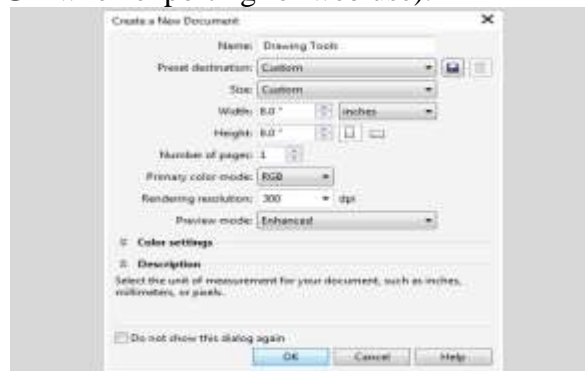 Create a New Document
Name: Drawing Tools
Preset destination: Custom
Size: Custom
Width: 8.0 " inches
Height: 8.0 "
Number of pages: 1
Primary color mode: RGB
Rendering resolution: 300 dpi
Preview mode: Enhanced
Color settings
Description
Select the unit of measurement for your document, such as inches,
millimeters, or pixels.
Do not show this dialog again
OK Cancel Help